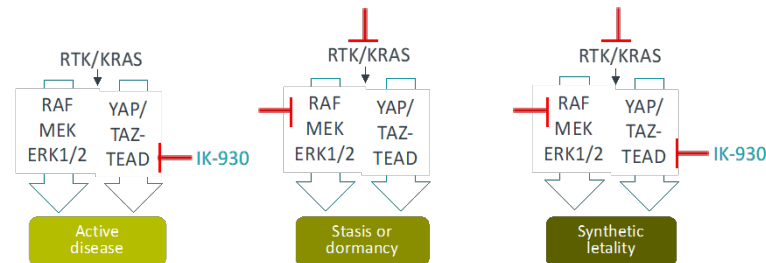 RTK/KRAS
RAF
MEK
ERK1/2
YAP/
TAZ-
TEAD
IK-930
Active
disease
RTK/KRAS
RAF
MEK
ERK1/2
YAP/
TAZ-
TEAD
Stasis or
dormancy
RTK/KRAS
RAF
MEK
ERK1/2
YAP/
TAZ-
TEAD
IK-930
Synthetic
letality